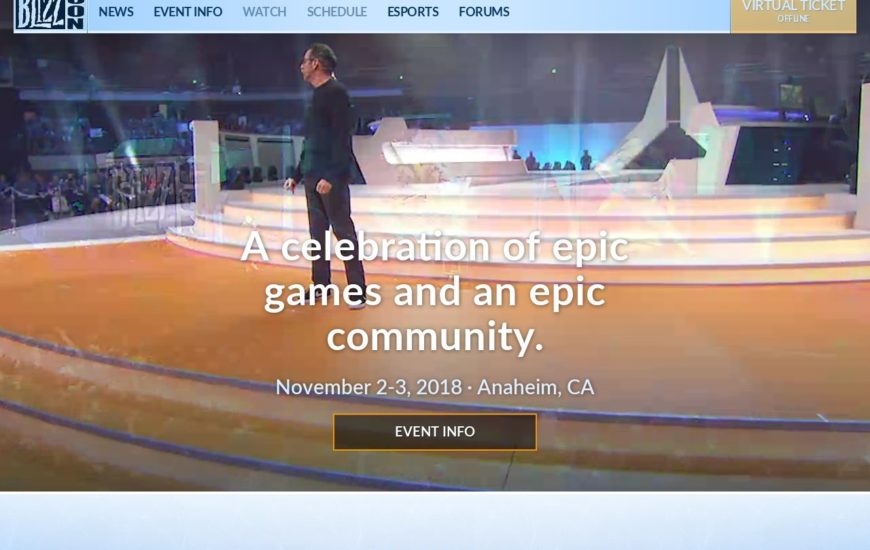 BLIZZ
CON
NEWS
EVENT INFO
WATCH
SCHEDULE
ESPORTS
FORUMS
VIRTUAL TICKET
OFFLINE
A celebration of epic
games and an epic
community.
November 2-3, 2018 · Anaheim, CA
EVENT INFO